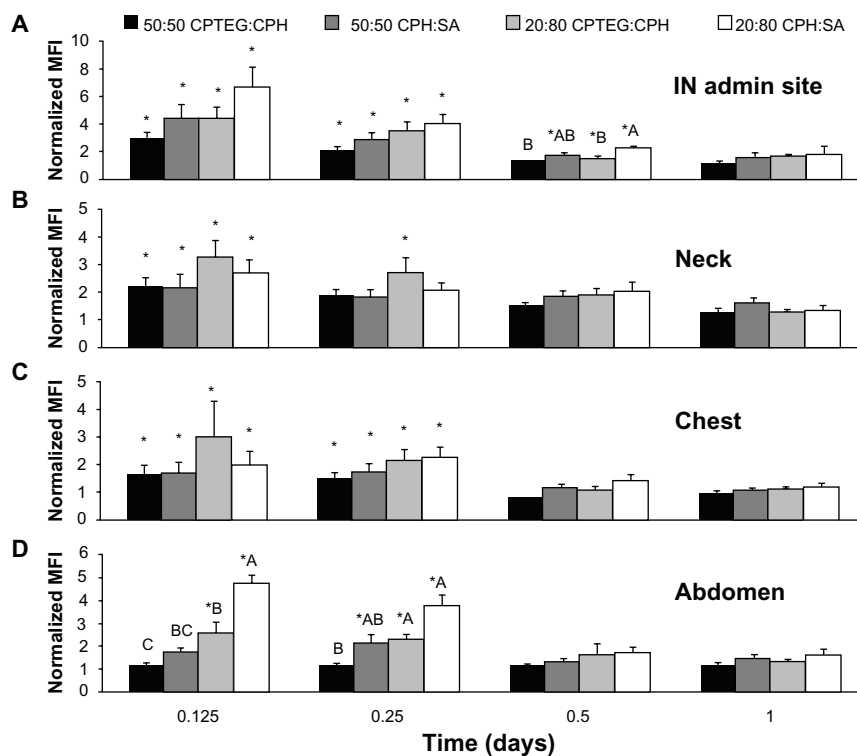 A
50:50 CPTEG:CPH 50:50 CPH:SA 20:80 CPTEG:CPH 20:80 CPH:SA
Normalized MFI
10
8
6
4
2
0
* * * *
* * * *
B *AB *B *A
IN admin site
B
Normalized MFI
5
4
3
2
1
0
* * * *
*
Neck
C
Normalized MFI
5
4
3
2
1
0
* * * *
* * * *
Chest
D
Normalized MFI
6
5
4
3
2
1
0
C BC *B *A
B *AB *A *A
Abdomen
0.125 0.25 0.5 1
Time (days)